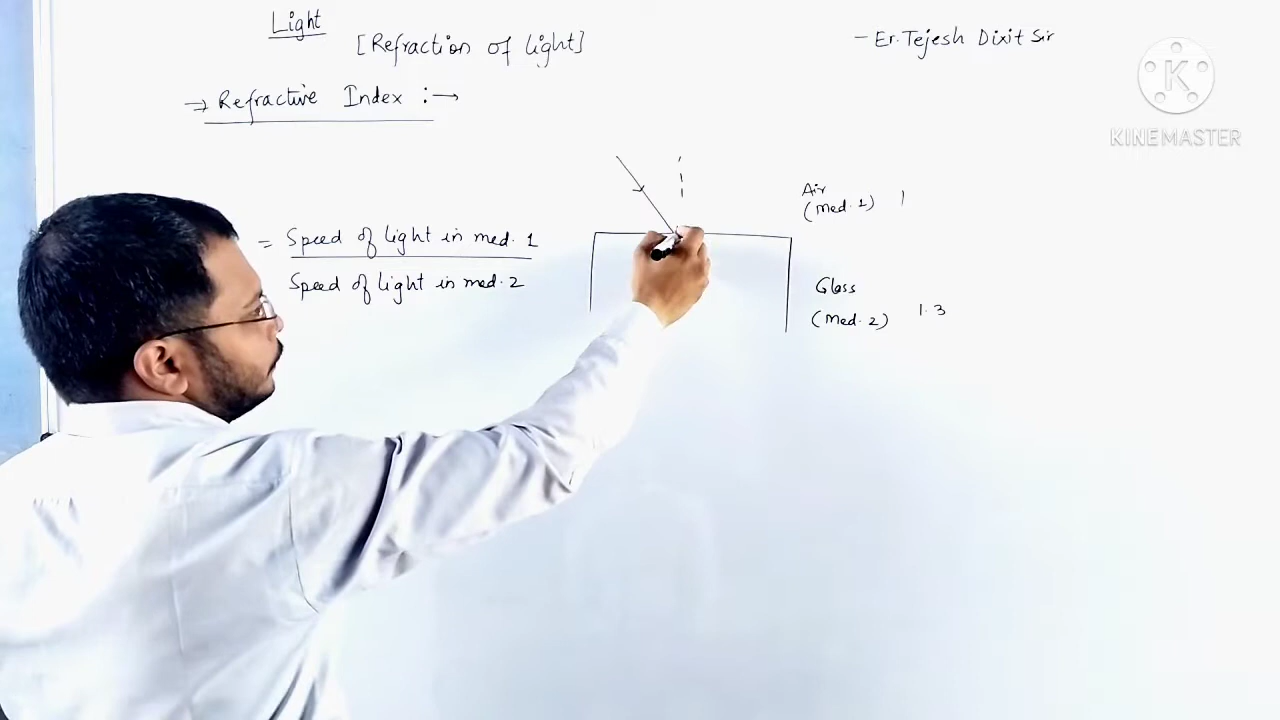 Light
[Refraction of light]
- Er. Tejesh Dixit Sir
K
KINEMASTER
⇒ Refractive Index :→
Air
(Med. 1) 1
= Speed of light in med. 1
Speed of light in med. 2
Glass
(Med. 2) 1.3